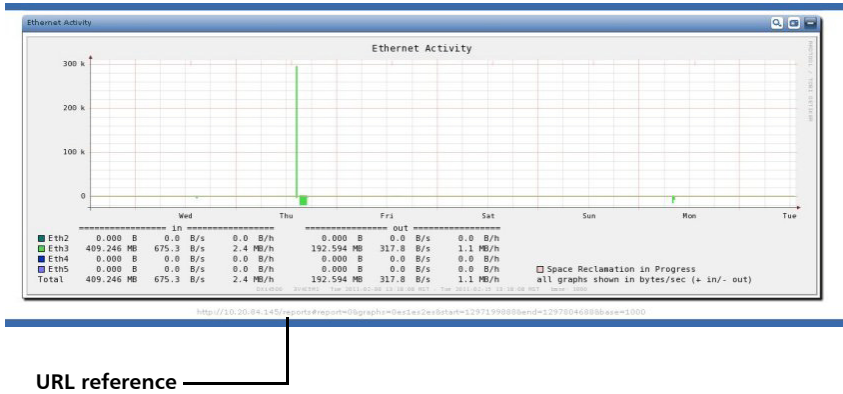 Ethernet Activity
Ethernet Activity
300 k
200 k
100 k
0
Wed Thu Fri Sat Sun Mon Tue
================= in ================= ================= out =================
Eth2 0.000 B 0.0 B/s 0.0 B/h 0.000 B 0.0 B/s 0.0 B/h
Eth3 409.246 MB 675.3 B/s 2.4 MB/h 192.594 MB 317.8 B/s 1.1 MB/h
Eth4 0.000 B 0.0 B/s 0.0 B/h 0.000 B 0.0 B/s 0.0 B/h
Eth5 0.000 B 0.0 B/s 0.0 B/h 0.000 B 0.0 B/s 0.0 B/h Space Reclamation in Progress
Total 409.246 MB 675.3 B/s 2.4 MB/h 192.594 MB 317.8 B/s 1.1 MB/h all graphs shown in bytes/sec (+ in/- out)
URL reference